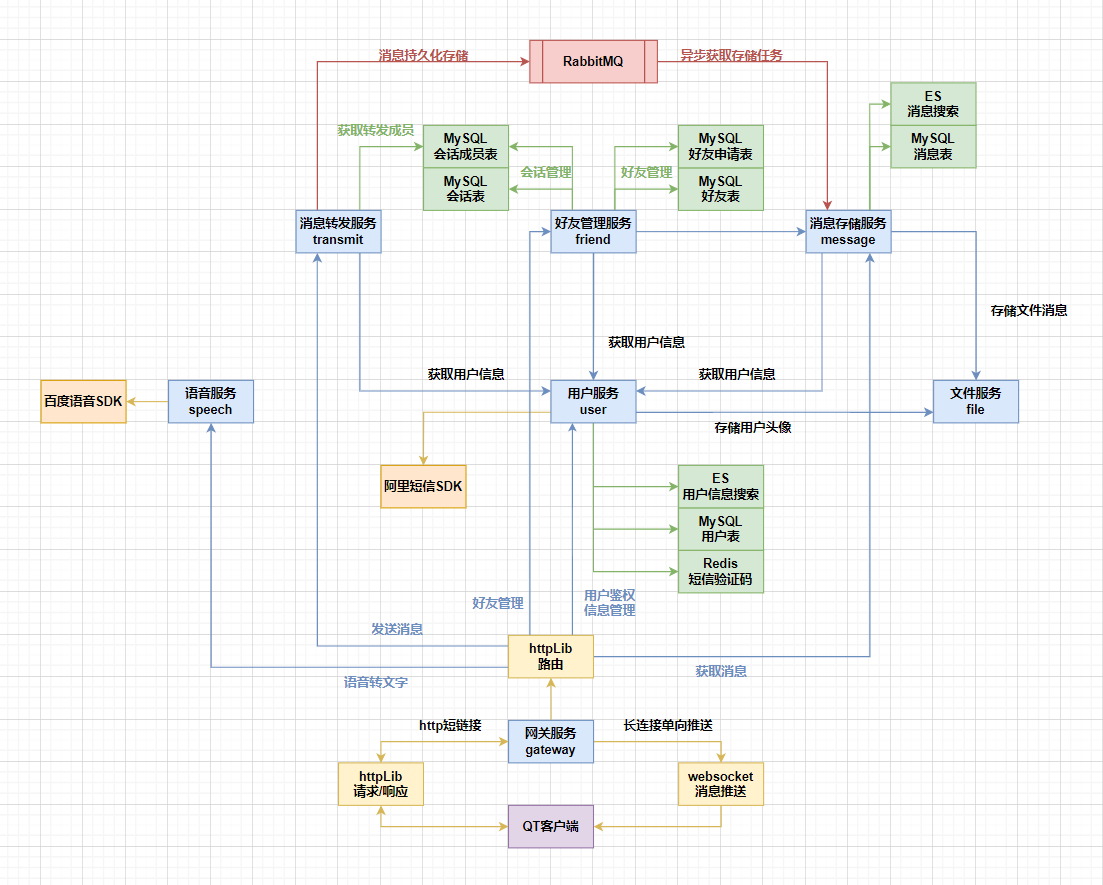 消息持久化存储
RabbitMQ
异步获取存储任务
ES
消息搜索
MySQL
消息表
获取转发成员
MySQL
会话成员表
MySQL
会话表
会话管理
好友管理
MySQL
好友申请表
MySQL
好友表
消息转发服务
transmit
好友管理服务
friend
消息存储服务
message
存储文件消息
获取用户信息
获取用户信息
获取用户信息
百度语音SDK
语音服务
speech
用户服务
user
文件服务
file
存储用户头像
阿里短信SDK
ES
用户信息搜索
MySQL
用户表
Redis
短信验证码
好友管理
用户鉴权
信息管理
发送消息
httpLib
路由
获取消息
语音转文字
http短链接
网关服务
gateway
长连接单向推送
httpLib
请求/响应
websocket
消息推送
QT客户端